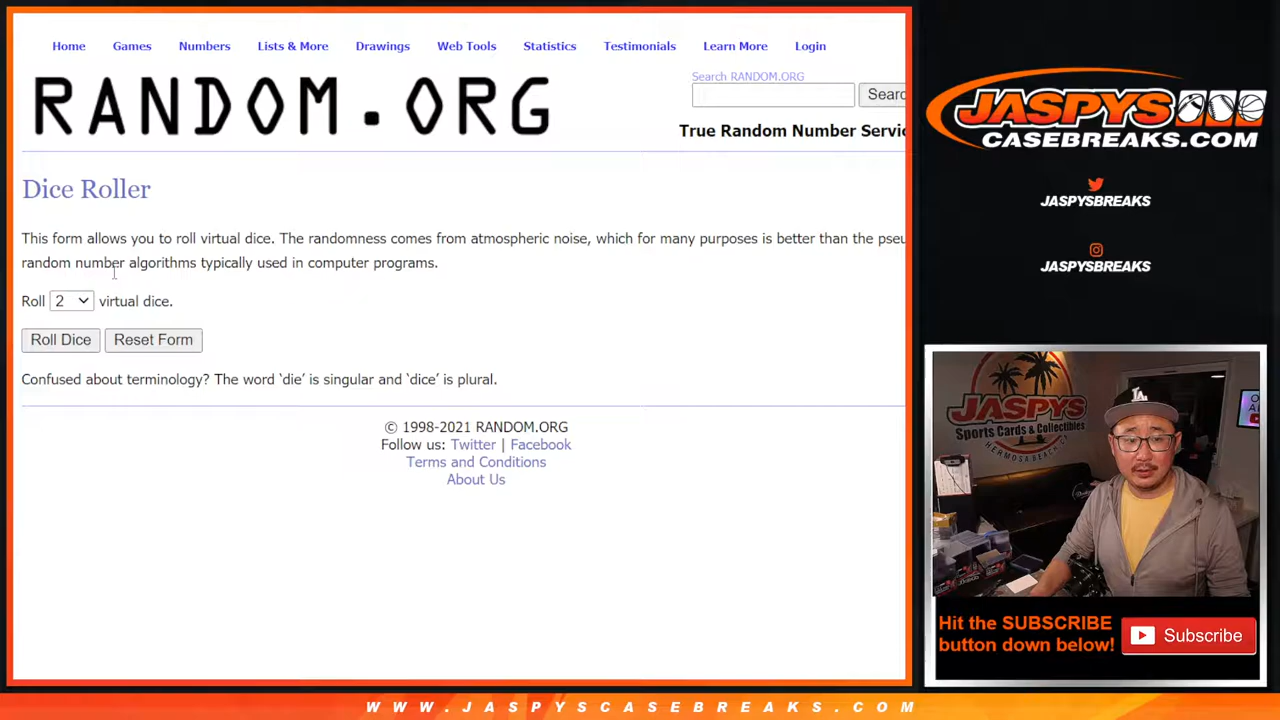 Home Games Numbers Lists & More Drawings Web Tools Statistics Testimonials Learn More Login
Search RANDOM.ORG
RANDOM.ORG
Searc
True Random Number Servic
Dice Roller
This form allows you to roll virtual dice. The randomness comes from atmospheric noise, which for many purposes is better than the pseu
random number algorithms typically used in computer programs.
Roll 2 virtual dice.
Roll Dice Reset Form
Confused about terminology? The word ‘die’ is singular and ‘dice’ is plural.
© 1998-2021 RANDOM.ORG
Follow us: Twitter | Facebook
Terms and Conditions
About Us
JASPYS
CASEBREAKS.COM
JASPYSBREAKS
JASPYSBREAKS
JASPYS
Sports Cards & Collectibles
HERMOSA BEACH, CA
LA
Hit the SUBSCRIBE
button down below!
Subscribe
WWW.JASPYSCASEBREAKS.COM